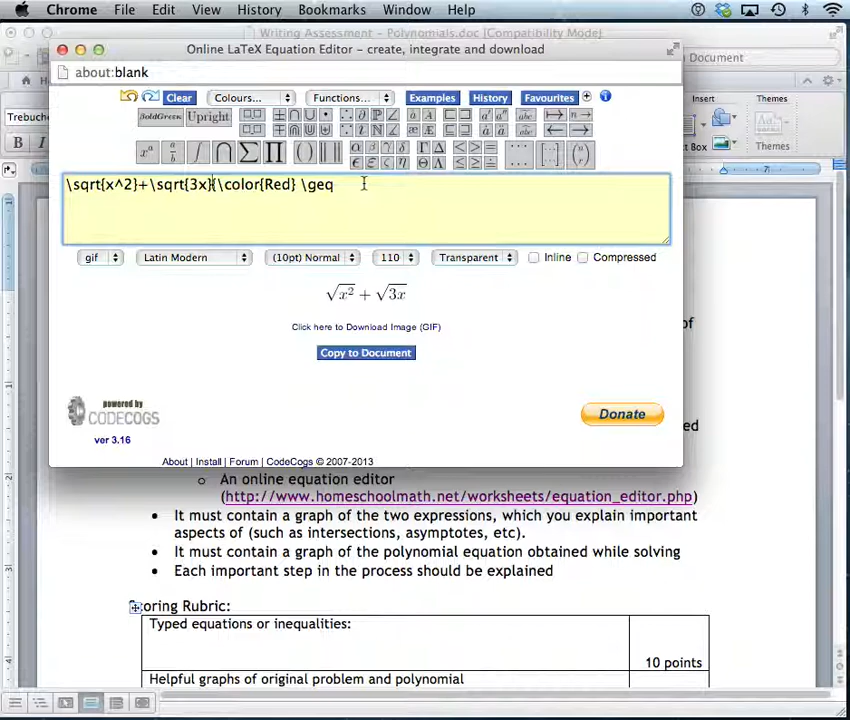 Chrome File Edit View History Bookmarks Window Help
Writing Assessment - Polynomials.doc [Compatibility Mode]
Online LaTeX Equation Editor - create, integrate and download
Document
about:blank
Clear Colours... Functions... Examples History Favourites
Insert Themes
Trebuche
BoldGreen Upright
B I
Themes
\sqrt{x^2}+\sqrt{3x}{\color{Red} \geq
gif Latin Modern (10pt) Normal 110 Transparent Inline Compressed
√x² + √3x
of
Click here to Download Image (GIF)
Copy to Document
powered by
CODECOGS
Donate
ed
ver 3.16
About | Install | Forum | CodeCogs © 2007-2013
o An online equation editor
(http://www.homeschoolmath.net/worksheets/equation_editor.php)
• It must contain a graph of the two expressions, which you explain important
aspects of (such as intersections, asymptotes, etc).
• It must contain a graph of the polynomial equation obtained while solving
• Each important step in the process should be explained
oring Rubric:
Typed equations or inequalities:
10 points
Helpful graphs of original problem and polynomial